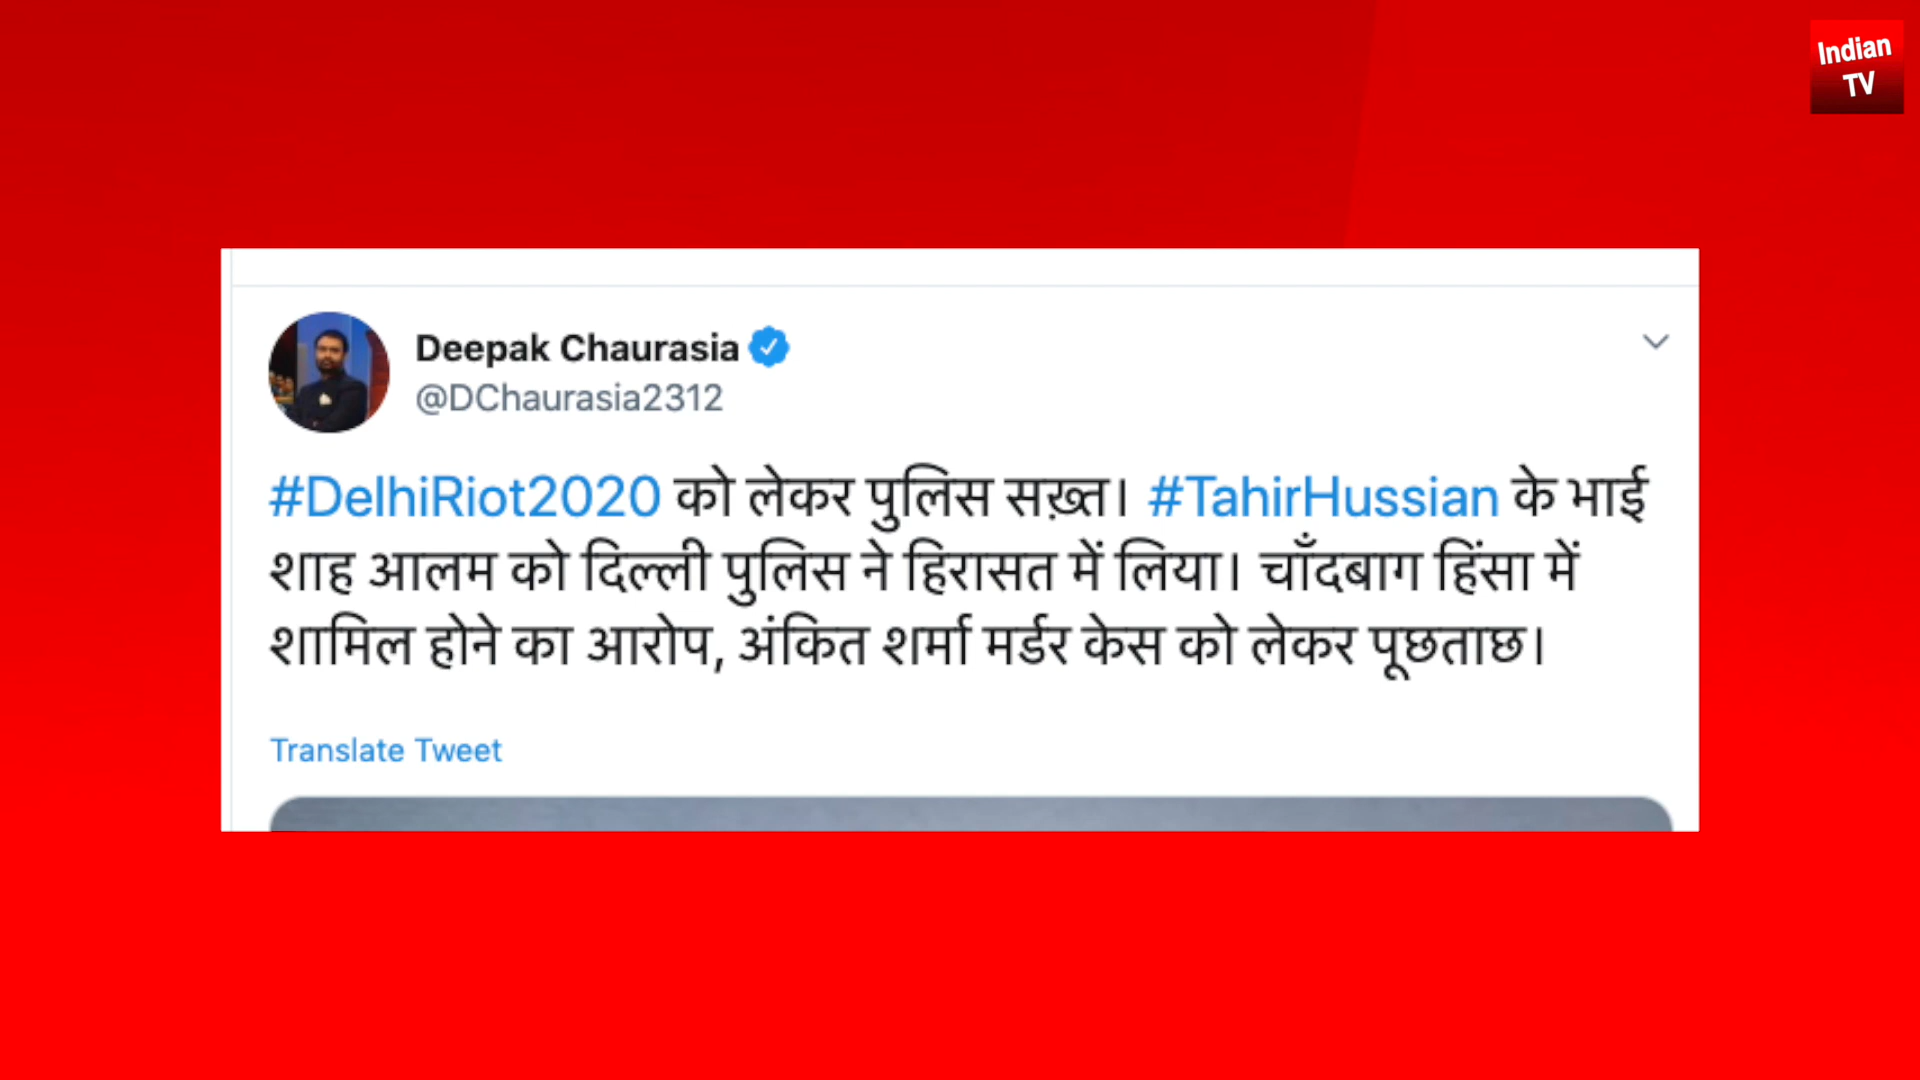 Indian
TV
Deepak Chaurasia
@DChaurasia2312
#DelhiRiot2020 को लेकर पुलिस सख़्त। #TahirHussian के भाई
शाह आलम को दिल्ली पुलिस ने हिरासत में लिया। चाँदबाग हिंसा में
शामिल होने का आरोप, अंकित शर्मा मर्डर केस को लेकर पूछताछ।
Translate Tweet